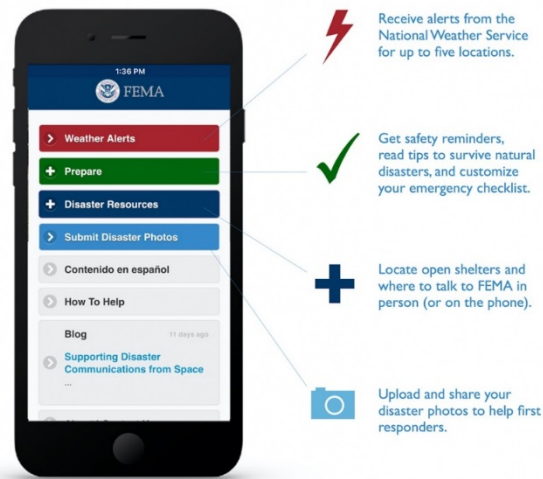 1:36 PM
FEMA
Weather Alerts
Prepare
Disaster Resources
Submit Disaster Photos
Contenido en español
How To Help
Blog 11 days ago
Supporting Disaster
Communications from Space
...
Receive alerts from the
National Weather Service
for up to five locations.
Get safety reminders,
read tips to survive natural
disasters, and customize
your emergency checklist.
Locate open shelters and
where to talk to FEMA in
person (or on the phone).
Upload and share your
disaster photos to help first
responders.